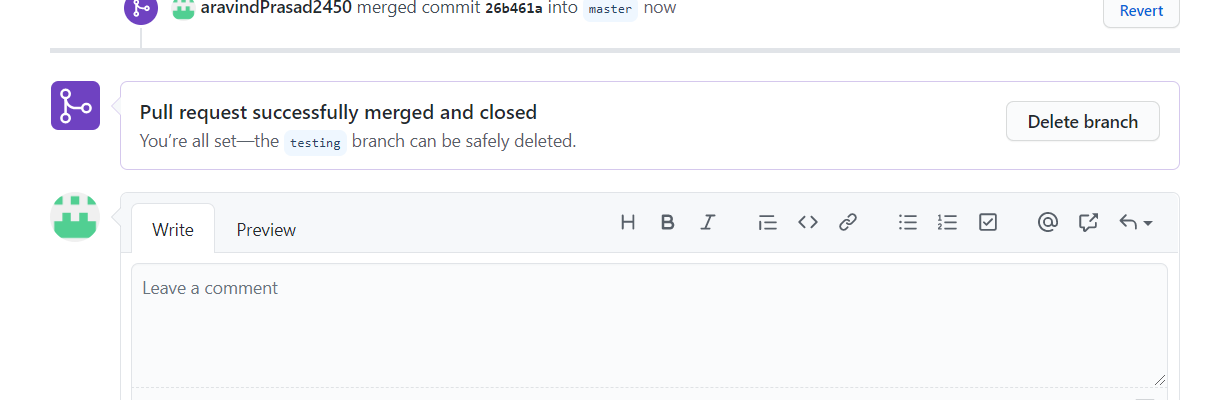 aravindPrasad2450 merged commit 26b461a into master now
Revert
Pull request successfully merged and closed
You're all set—the testing branch can be safely deleted.
Delete branch
Write
Preview
Leave a comment